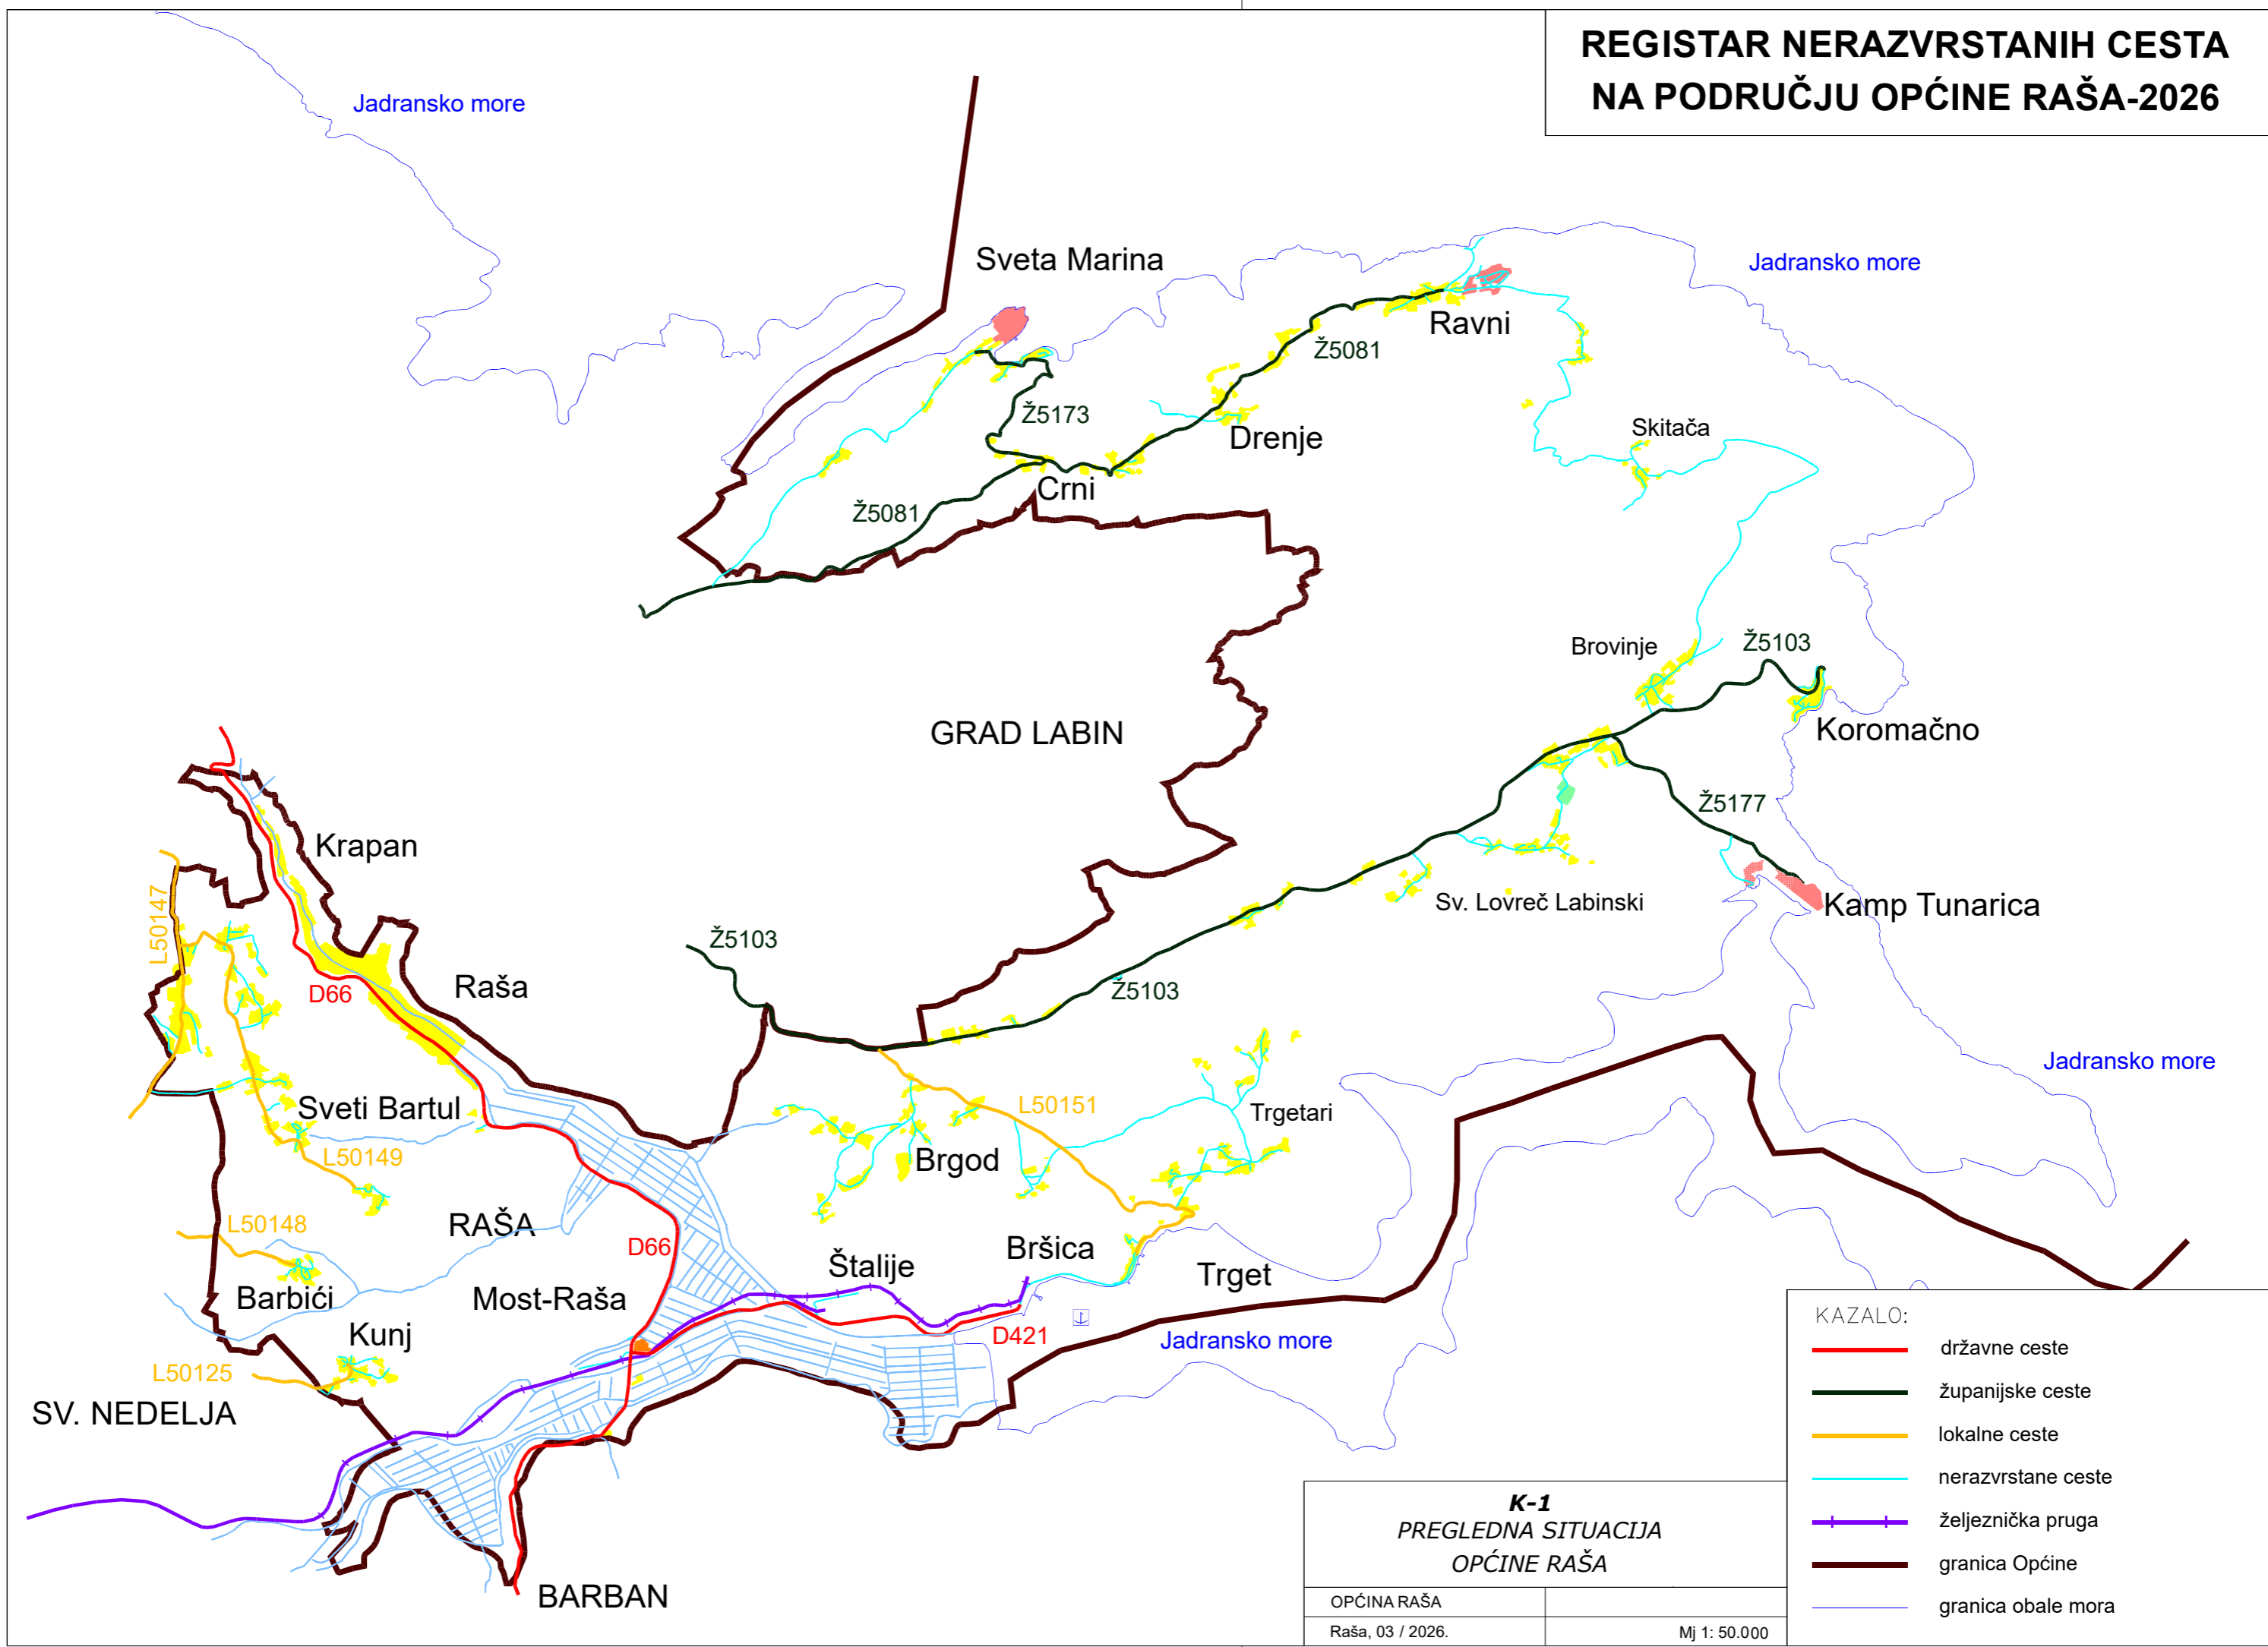 REGISTAR NERAZVRSTANIH CESTA
NA PODRUČJU OPĆINE RAŠA-2026
Jadransko more
Sveta Marina
Jadransko more
Ravni
Ž5081
Ž5173
Drenje
Skitača
Crni
Ž5081
Brovinje
Ž5103
GRAD LABIN
Koromačno
Ž5177
Krapan
L50147
Sv. Lovreč Labinski
Kamp Tunarica
Ž5103
Raša
D66
Ž5103
Jadransko more
Sveti Bartul
L50151
Trgetari
L50149
Brgod
L50148
RAŠA
D66
Štalije
Bršica
Trget
Barbići
Most-Raša
Kunj
D421
Jadransko more
L50125
SV. NEDELJA
BARBAN
KAZALO:
državne ceste
županijske ceste
lokalne ceste
nerazvrstane ceste
željeznička pruga
granica Općine
granica obale mora
K-1
PREGLEDNA SITUACIJA
OPĆINE RAŠA
OPĆINA RAŠA
Raša, 03 / 2026.
Mj 1: 50.000